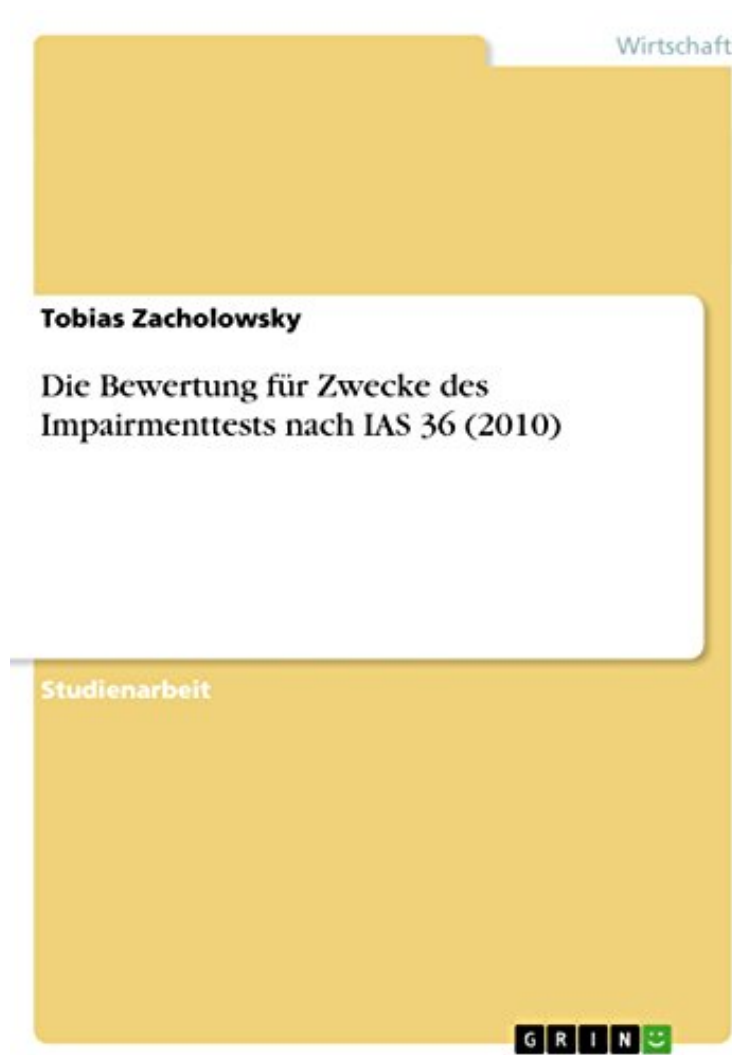 Wirtschaft
Tobias Zacholowsky
Die Bewertung für Zwecke des
Impairmenttests nach IAS 36 (2010)
Studienarbeit
GRIN